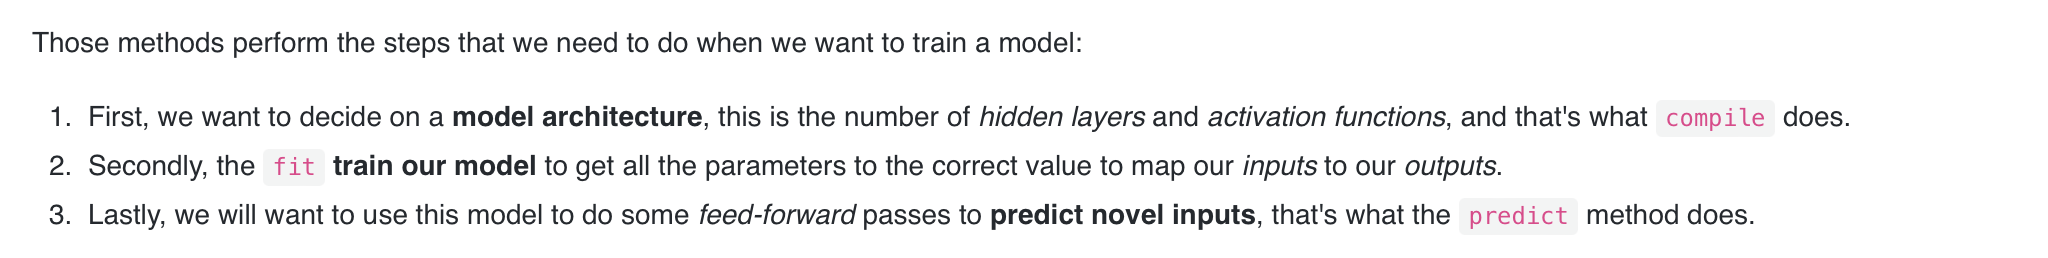 Those methods perform the steps that we need to do when we want to train a model:
1. First, we want to decide on a model architecture, this is the number of hidden layers and activation functions, and that's what compile does.
2. Secondly, the fit train our model to get all the parameters to the correct value to map our inputs to our outputs.
3. Lastly, we will want to use this model to do some feed-forward passes to predict novel inputs, that's what the predict method does.